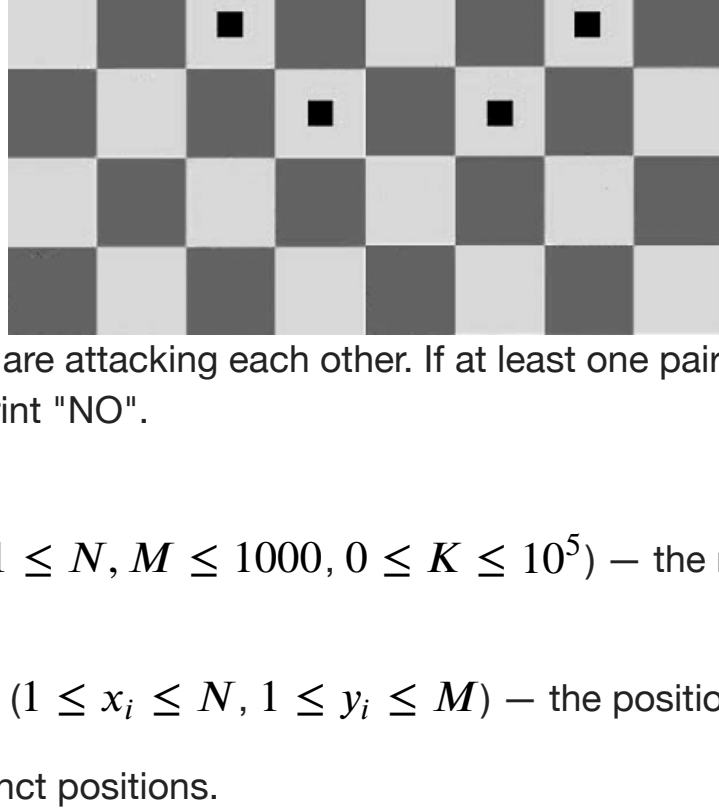 are attacking each other. If at least one pair
int "NO".
≤ N, M ≤ 1000, 0 ≤ K ≤ 10⁵) — the
(1 ≤ xᵢ ≤ N, 1 ≤ yᵢ ≤ M) — the positio
nct positions.